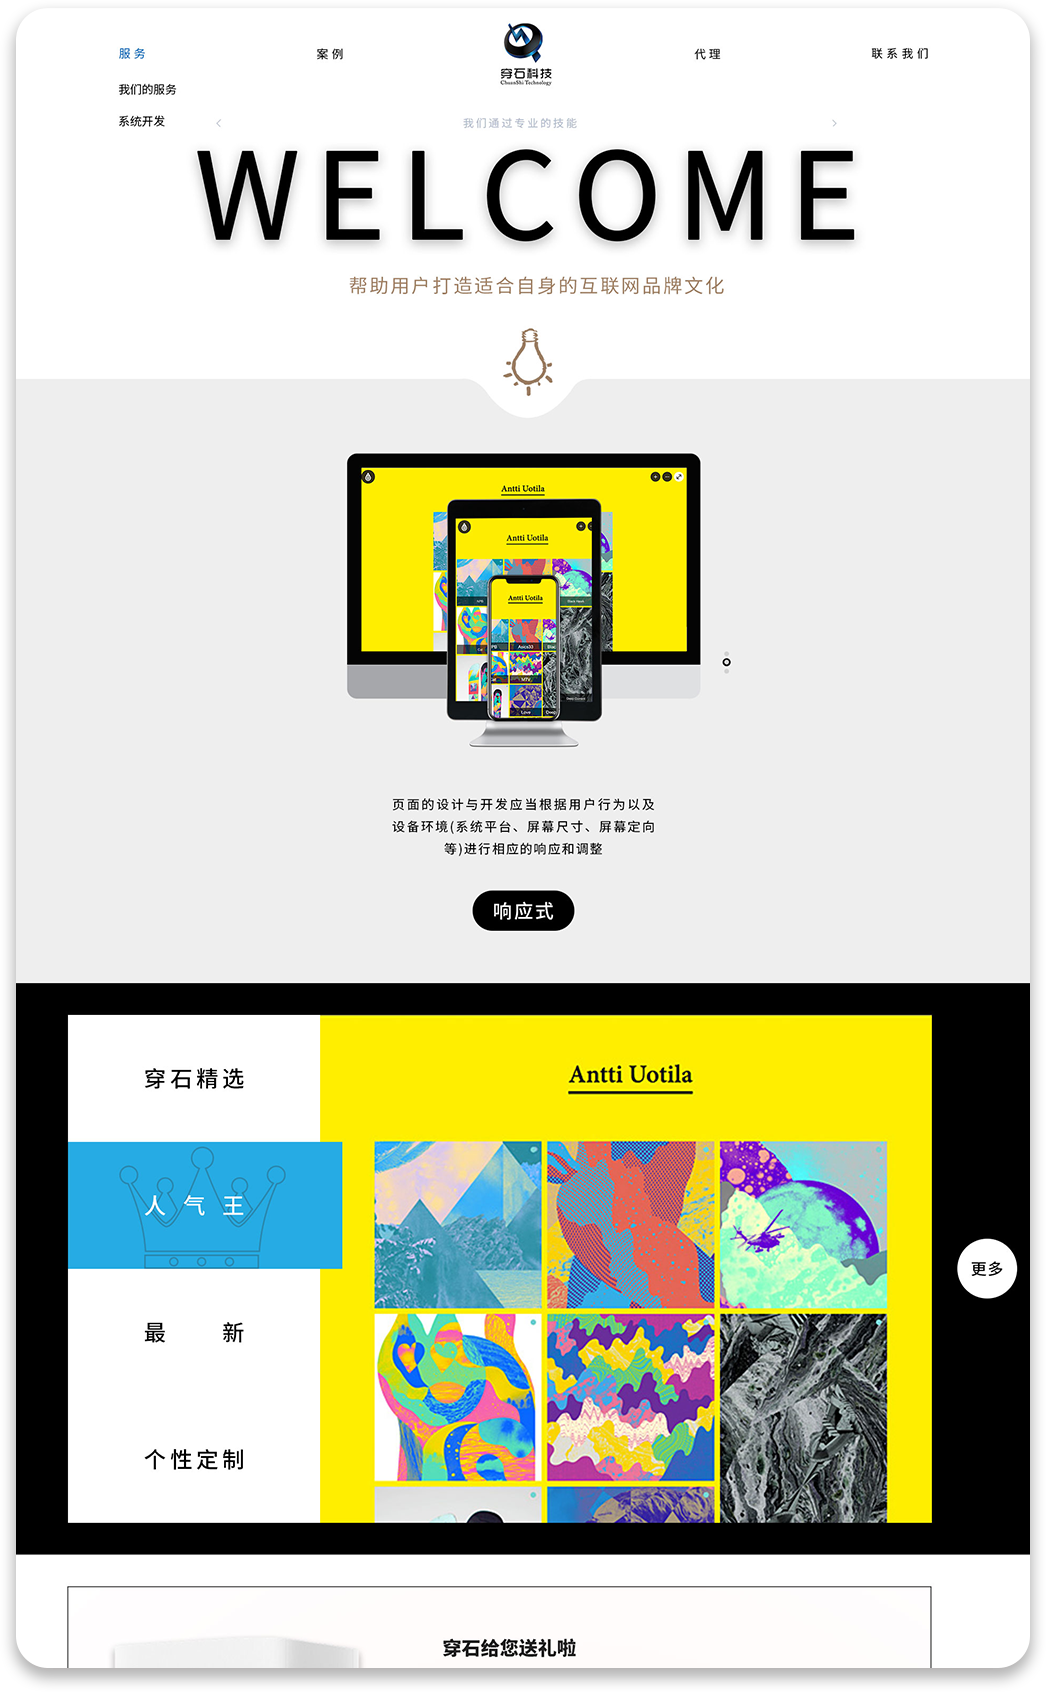 服务
案例
穿石科技
ChuanShi Technology
代理
联系我们
我们的服务
系统开发
我们通过专业的技能
WELCOME
帮助用户打造适合自身的互联网品牌文化
Antti Uotila
Antti Uotila
Antti Uotila
MTV
Love
页面的设计与开发应当根据用户行为以及
设备环境(系统平台、屏幕尺寸、屏幕定向
等)进行相应的响应和调整
响应式
穿石精选
Antti Uotila
人气王
更多
最新
个性定制
穿石给您送礼啦